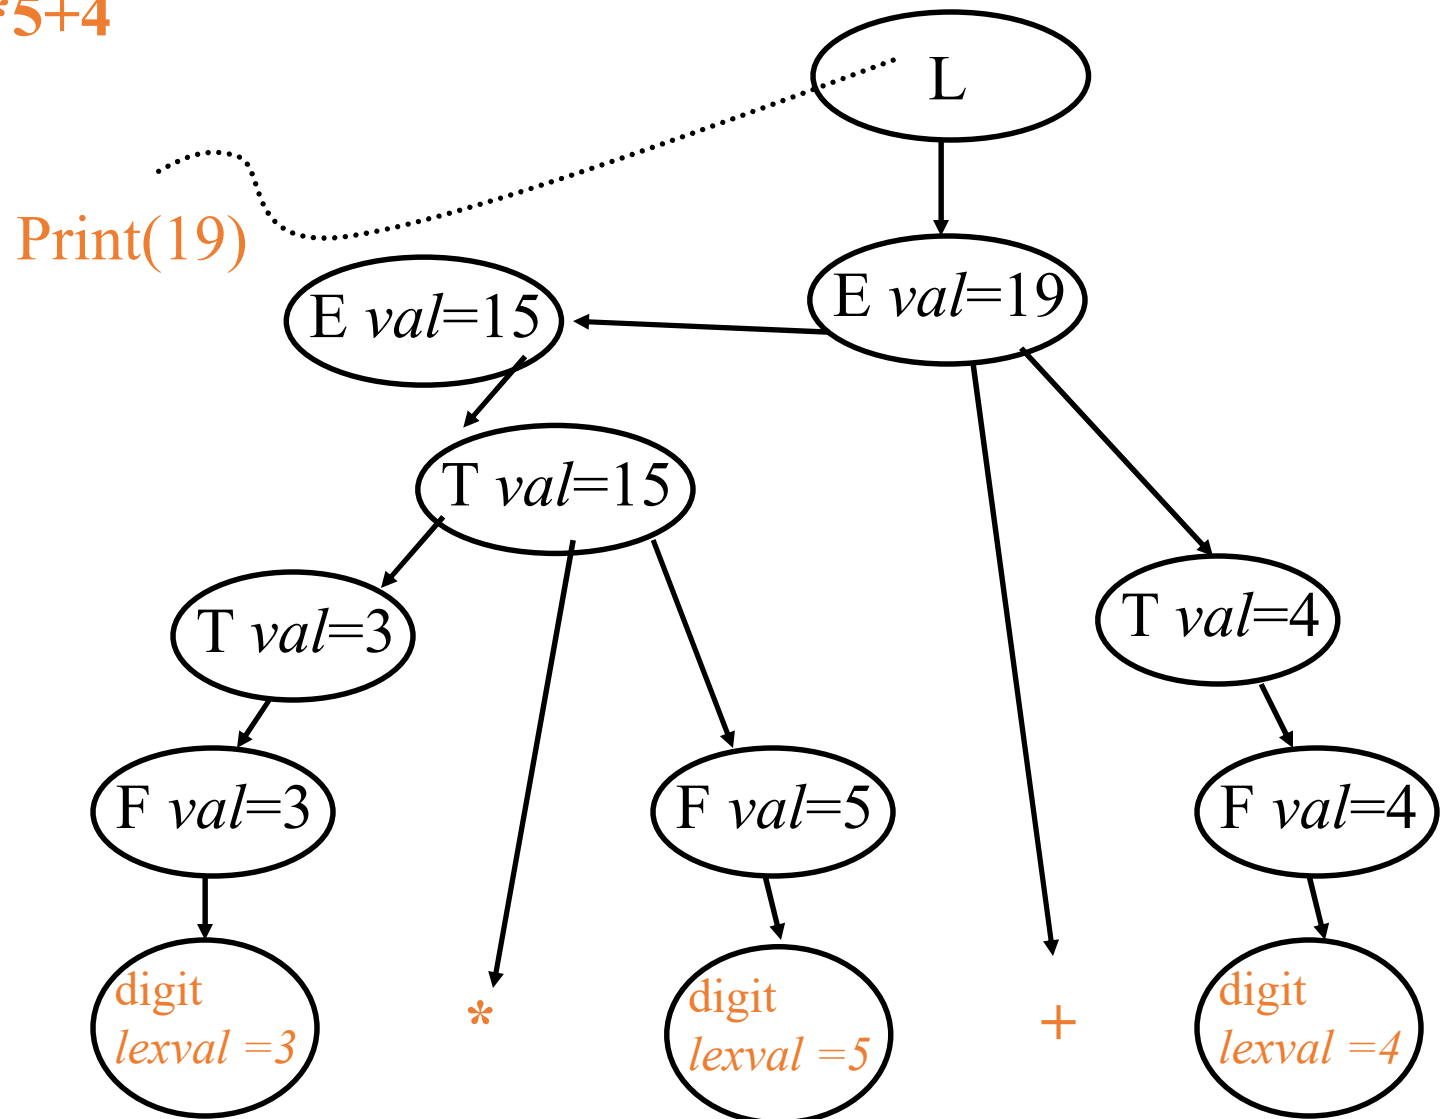 *5+4
L
Print(19)
E val=15
E val=19
T val=15
T val=3
T val=4
F val=3
F val=5
F val=4
digit
lexval =3
*
digit
lexval =5
+
digit
lexval =4